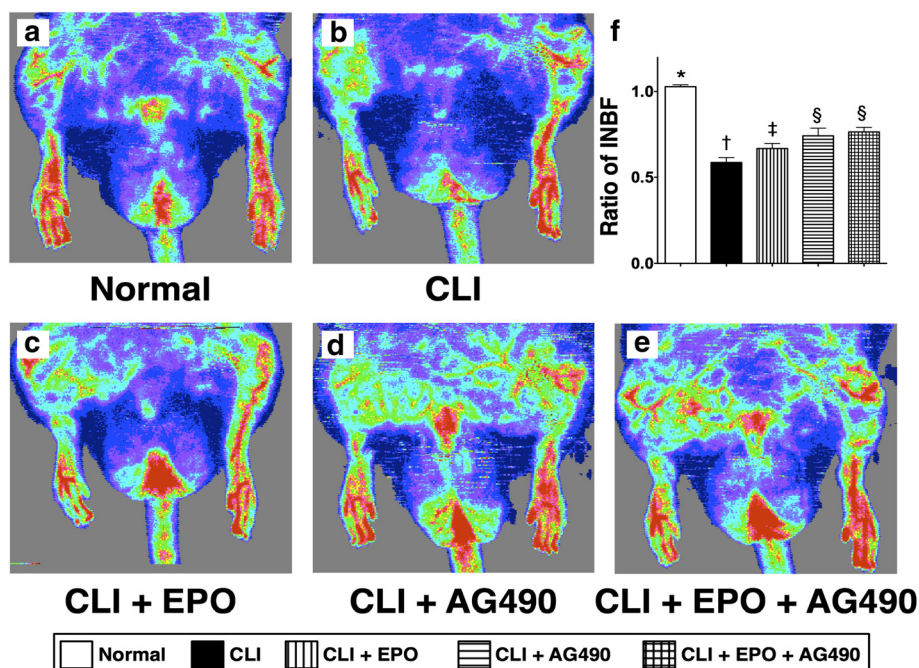 a
b
f
Ratio of INBF
1.0
0.5
0.0
*
†
‡
§
§
Normal
CLI
c
d
e
CLI + EPO
CLI + AG490
CLI + EPO + AG490
Normal CLI CLI + EPO CLI + AG490 CLI + EPO + AG490